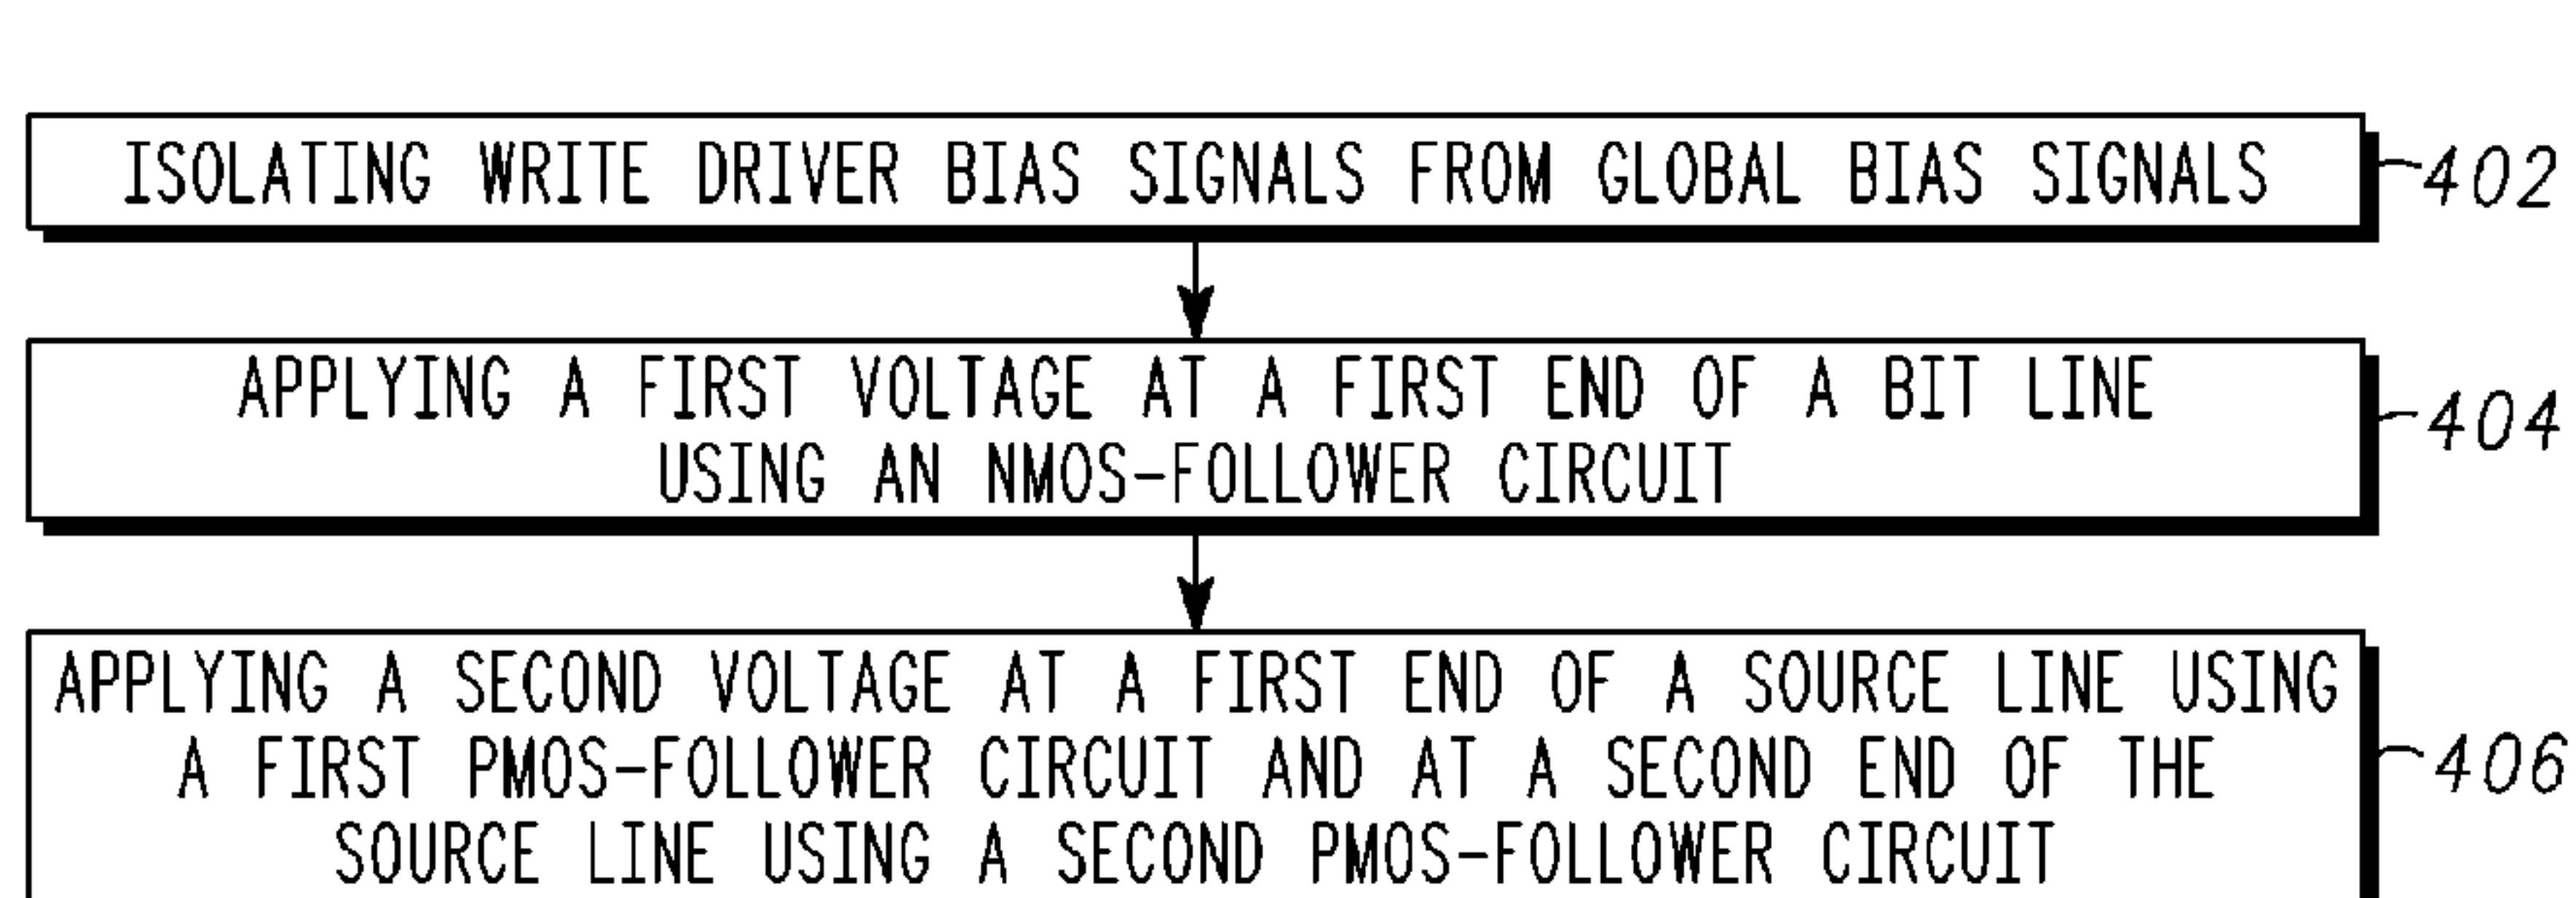 ISOLATING WRITE DRIVER BIAS SIGNALS FROM GLOBAL BIAS SIGNALS
402
APPLYING A FIRST VOLTAGE AT A FIRST END OF A BIT LINE
USING AN NMOS-FOLLOWER CIRCUIT
404
APPLYING A SECOND VOLTAGE AT A FIRST END OF A SOURCE LINE USING
A FIRST PMOS-FOLLOWER CIRCUIT AND AT A SECOND END OF THE
SOURCE LINE USING A SECOND PMOS-FOLLOWER CIRCUIT
406